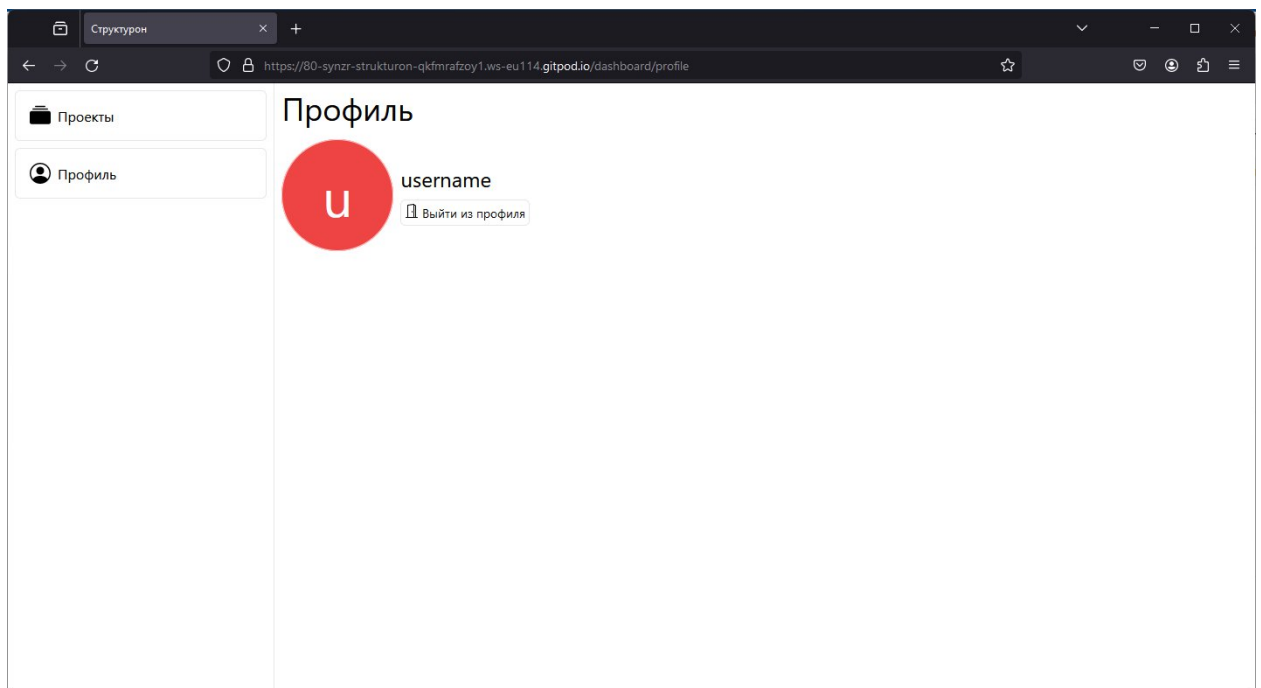 Структурон
https://80-synzr-strukturon-qkfmrafzoy1.ws-eu114.gitpod.io/dashboard/profile
Проекты
Профиль
Профиль
u
username
Выйти из профиля